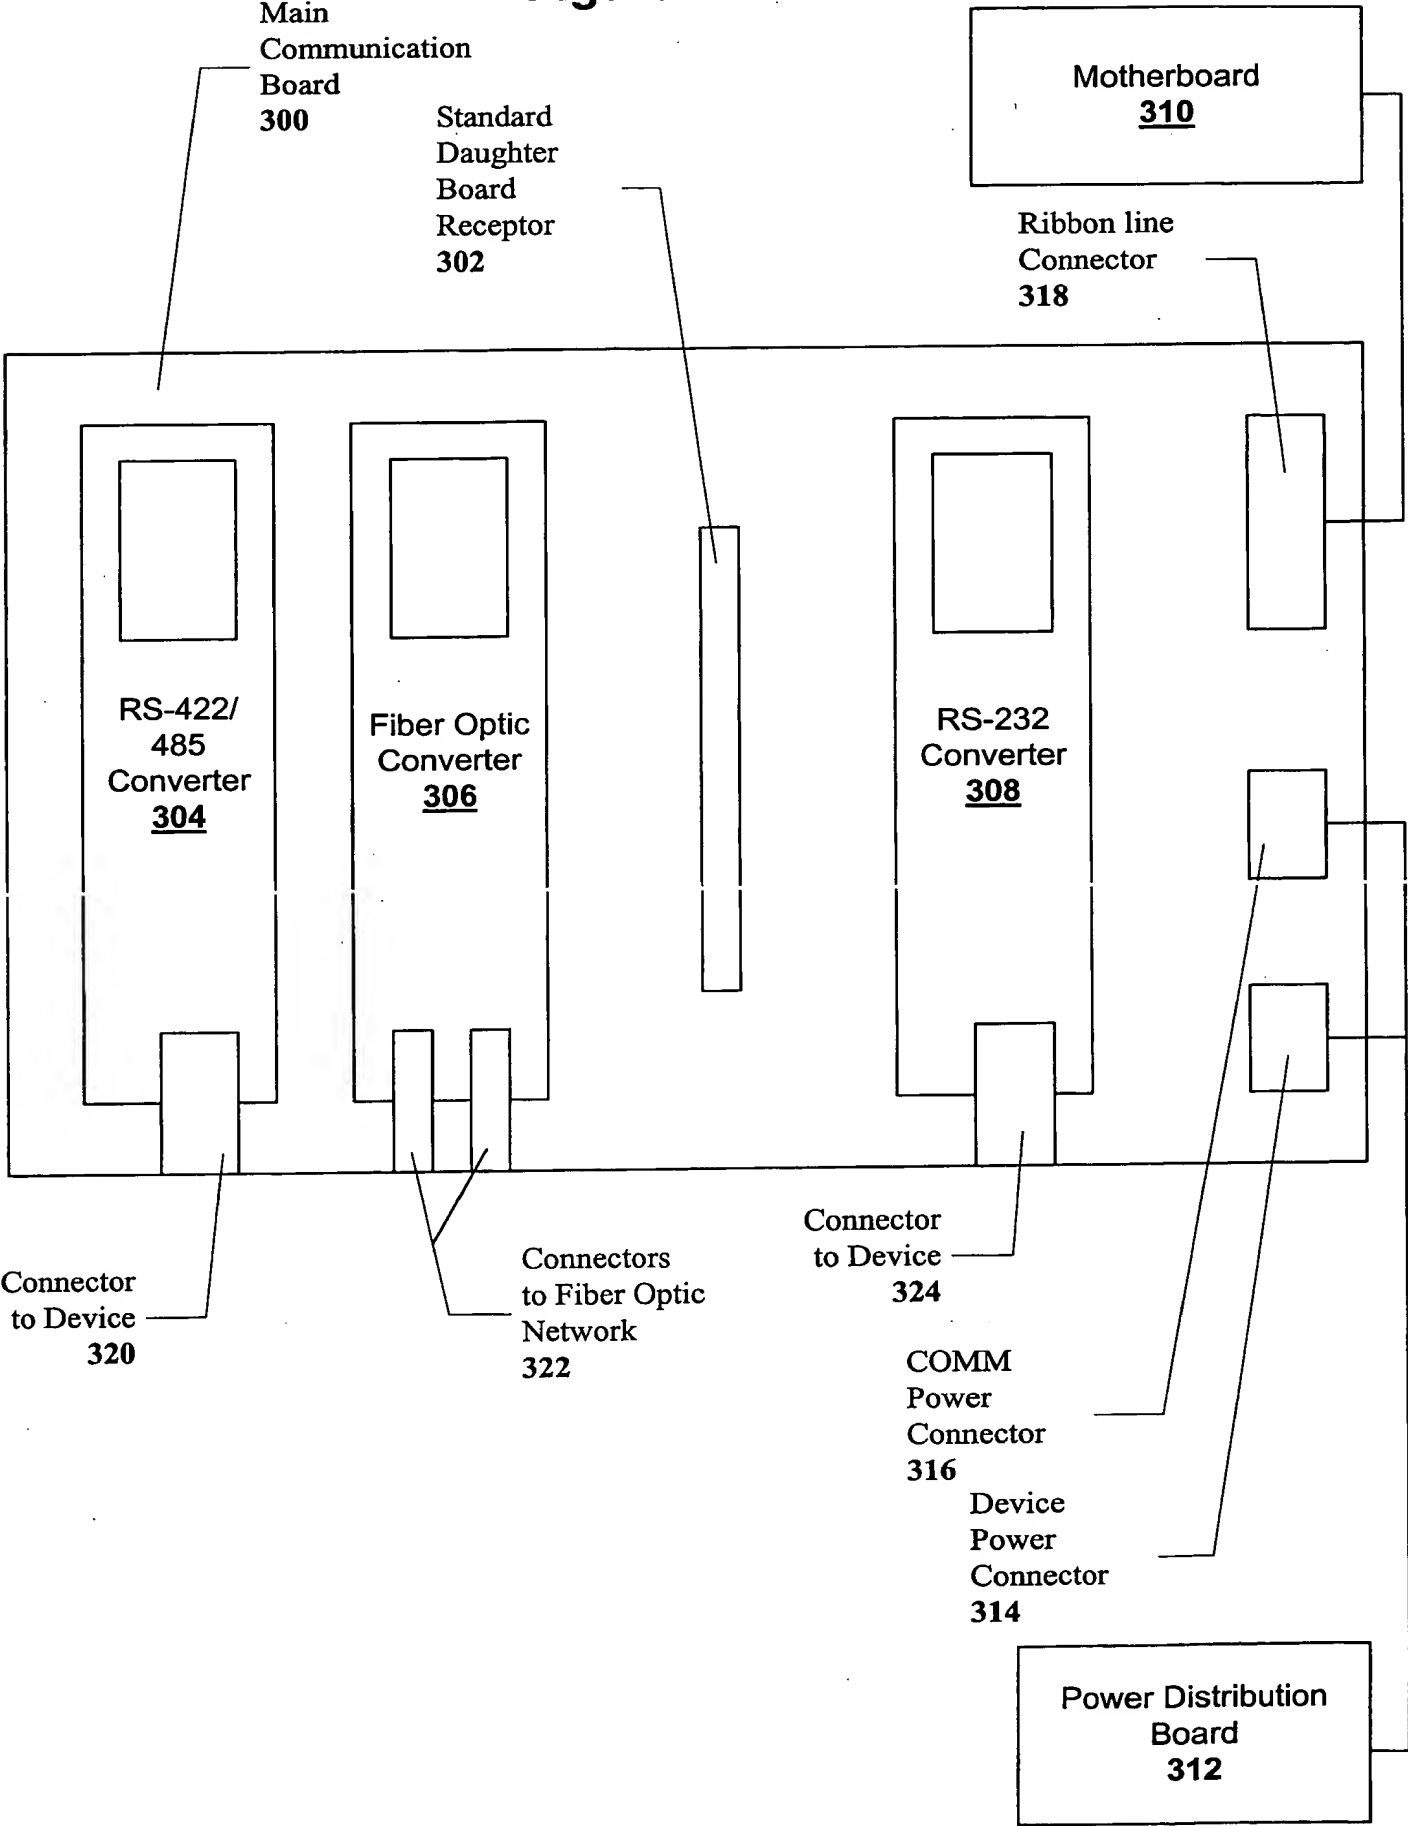 Main
Communication
Board
300
Standard
Daughter
Board
Receptor
302
Motherboard
310
Ribbon line
Connector
318
RS-422/
485
Converter
304
Fiber Optic
Converter
306
RS-232
Converter
308
Connector
to Device
320
Connectors
to Fiber Optic
Network
322
Connector
to Device
324
COMM
Power
Connector
316
Device
Power
Connector
314
Power Distribution
Board
312